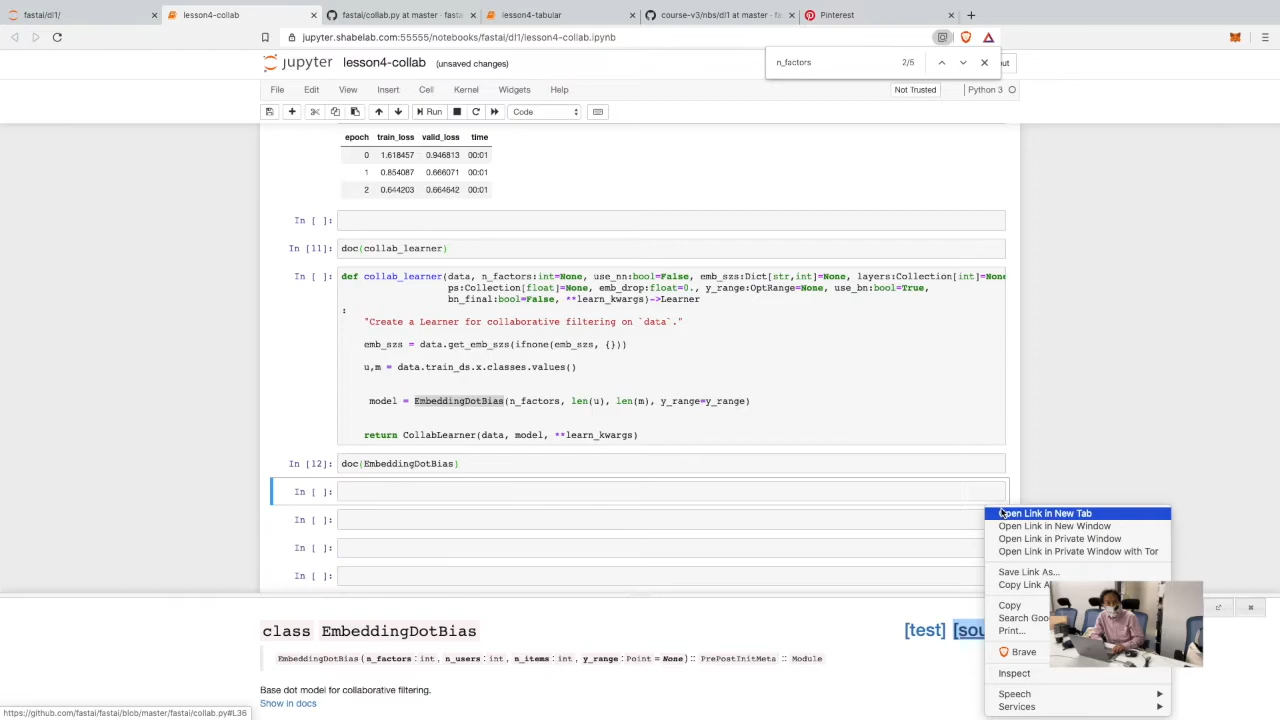 fastai/dl1/
lesson4-collab
fastai/collab.py at master · fasta
lesson4-tabular
course-v3/nbs/dl1 at master · fas
Pinterest
jupyter.shabelab.com:55555/notebooks/fastai/dl1/lesson4-collab.ipynb
n_factors 2/5
jupyter lesson4-collab (unsaved changes)
out
File Edit View Insert Cell Kernel Widgets Help
Not Trusted Python 3
Run Code
epoch train_loss valid_loss time
0 1.618457 0.946813 00:01
1 0.854087 0.666071 00:01
2 0.644203 0.664642 00:01
In [ ]:
In [11]: doc(collab_learner)
In [ ]: def collab_learner(data, n_factors:int=None, use_nn:bool=False, emb_szs:Dict[str,int]=None, layers:Collection[int]=None
ps:Collection[float]=None, emb_drop:float=0., y_range:OptRange=None, use_bn:bool=True,
bn_final:bool=False, **learn_kwargs)->Learner
:
"Create a Learner for collaborative filtering on `data`."
emb_szs = data.get_emb_szs(ifnone(emb_szs, {}))
u,m = data.train_ds.x.classes.values()
model = EmbeddingDotBias(n_factors, len(u), len(m), y_range=y_range)
return CollabLearner(data, model, **learn_kwargs)
In [12]: doc(EmbeddingDotBias)
In [ ]:
In [ ]:
In [ ]:
In [ ]:
Open Link in New Tab
Open Link in New Window
Open Link in Private Window
Open Link in Private Window with Tor
Save Link As...
Copy Link A
Copy
Search Goo
Print...
Brave
Inspect
Speech
Services
class EmbeddingDotBias
[test] [sou
EmbeddingDotBias(n_factors:int, n_users:int, n_items:int, y_range:Point=None) :: PrePostInitMeta :: Module
Base dot model for collaborative filtering.
Show in docs
https://github.com/fastai/fastai/blob/master/fastai/collab.py#L36